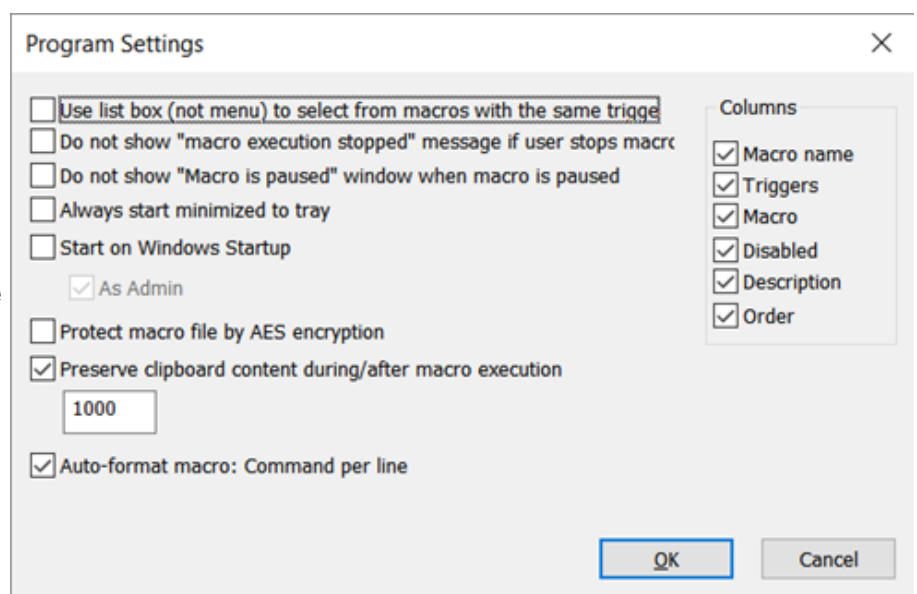 Program Settings
Use list box (not menu) to select from macros with the same trigge
Do not show "macro execution stopped" message if user stops macro
Do not show "Macro is paused" window when macro is paused
Always start minimized to tray
Start on Windows Startup
As Admin
Protect macro file by AES encryption
Preserve clipboard content during/after macro execution
1000
Auto-format macro: Command per line
Columns
Macro name
Triggers
Macro
Disabled
Description
Order
OK
Cancel